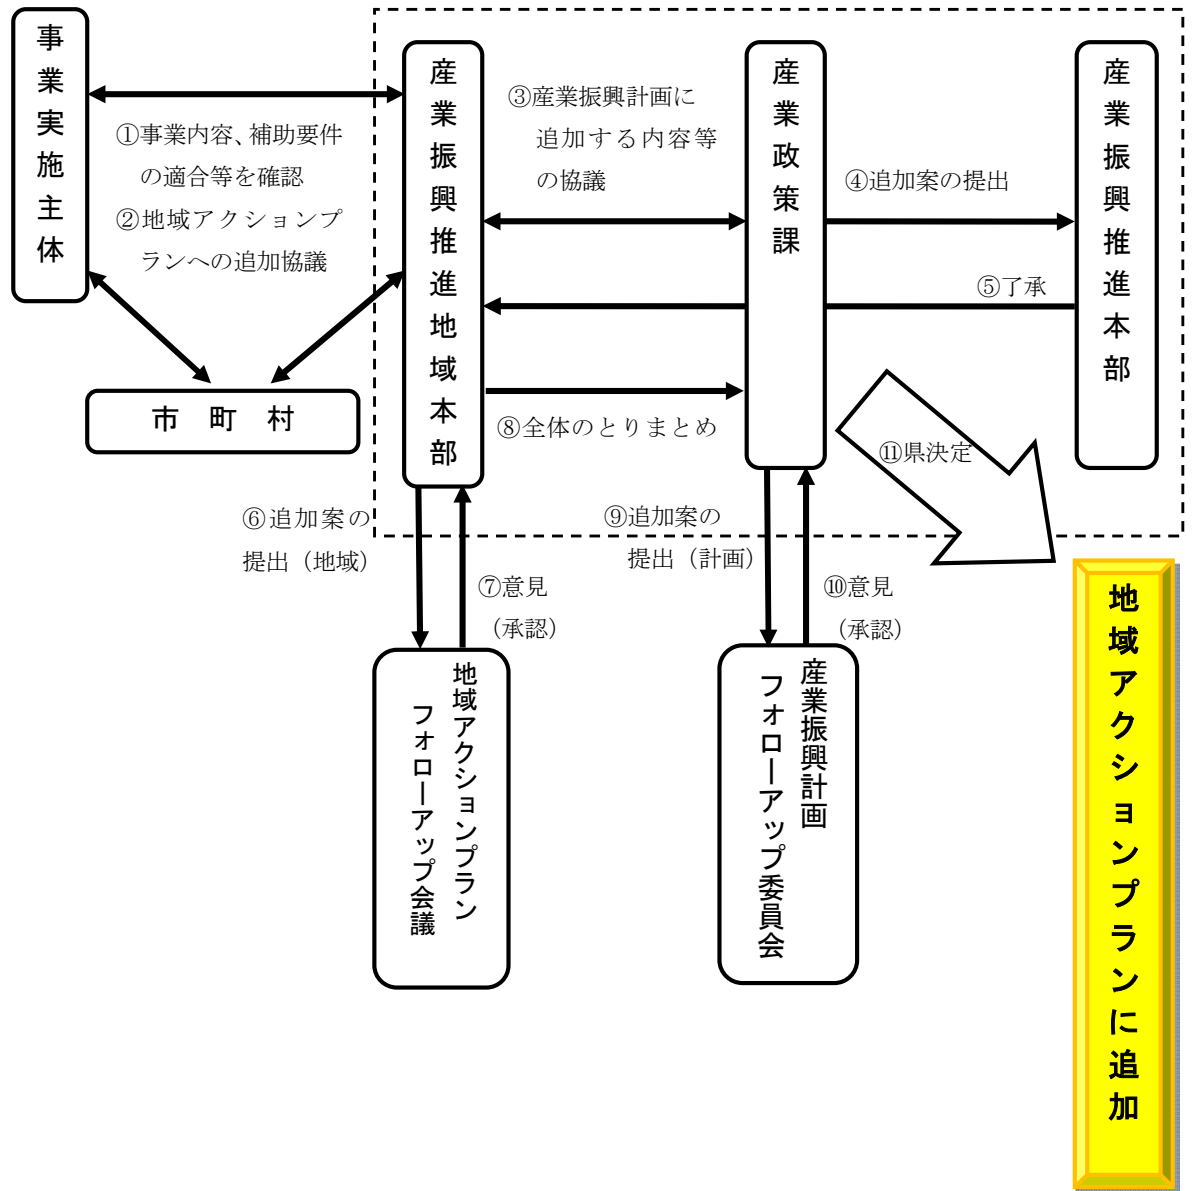 事業実施主体
産業振興推進地域本部
産業政策課
産業振興推進本部
①事業内容、補助要件
の適合等を確認
②地域アクションプ
ランへの追加協議
③産業振興計画に
追加する内容等
の協議
④追加案の提出
⑤了承
市町村
⑧全体のとりまとめ
⑪県決定
⑥追加案の
提出（地域）
⑦意見
（承認）
⑨追加案の
提出（計画）
⑩意見
（承認）
地域アクションプラン
フォローアップ会議
産業振興計画
フォローアップ委員会
地域アクションプランに追加